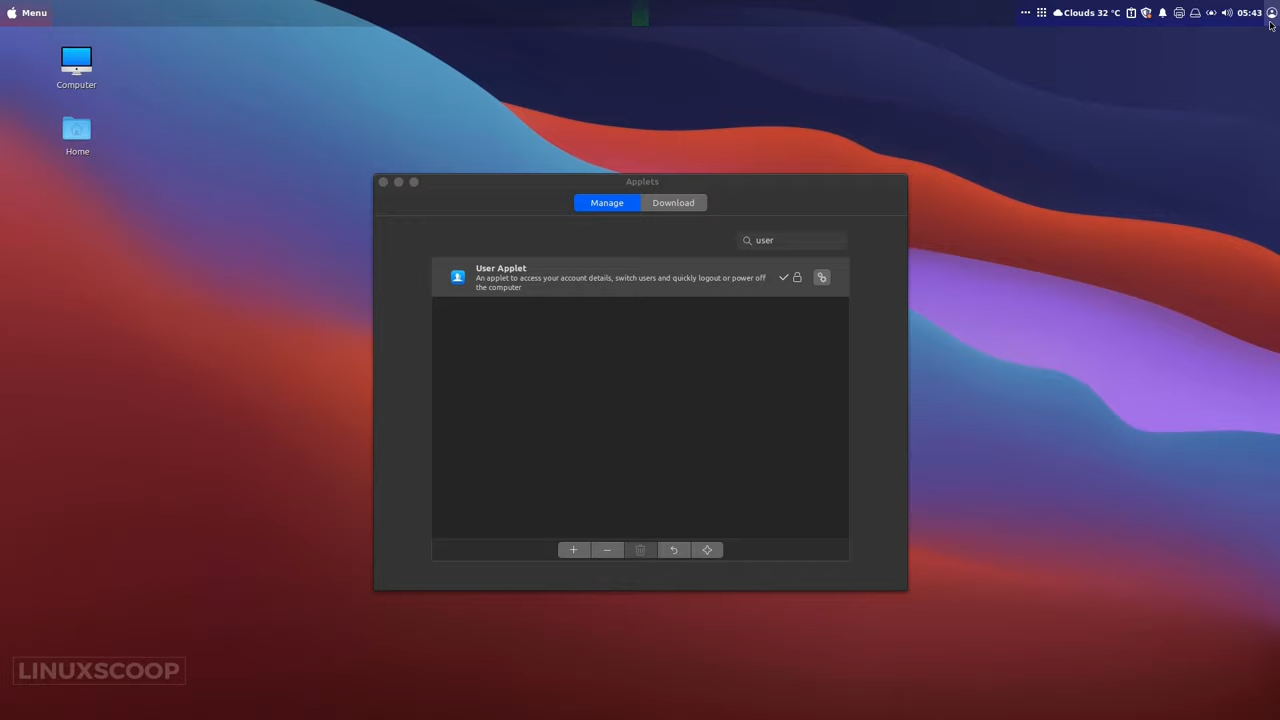 Menu
Clouds 32 °C
05:43
Computer
Home
Applets
Manage
Download
user
User Applet
An applet to access your account details, switch users and quickly logout or power off
the computer
LINUXSCOOP